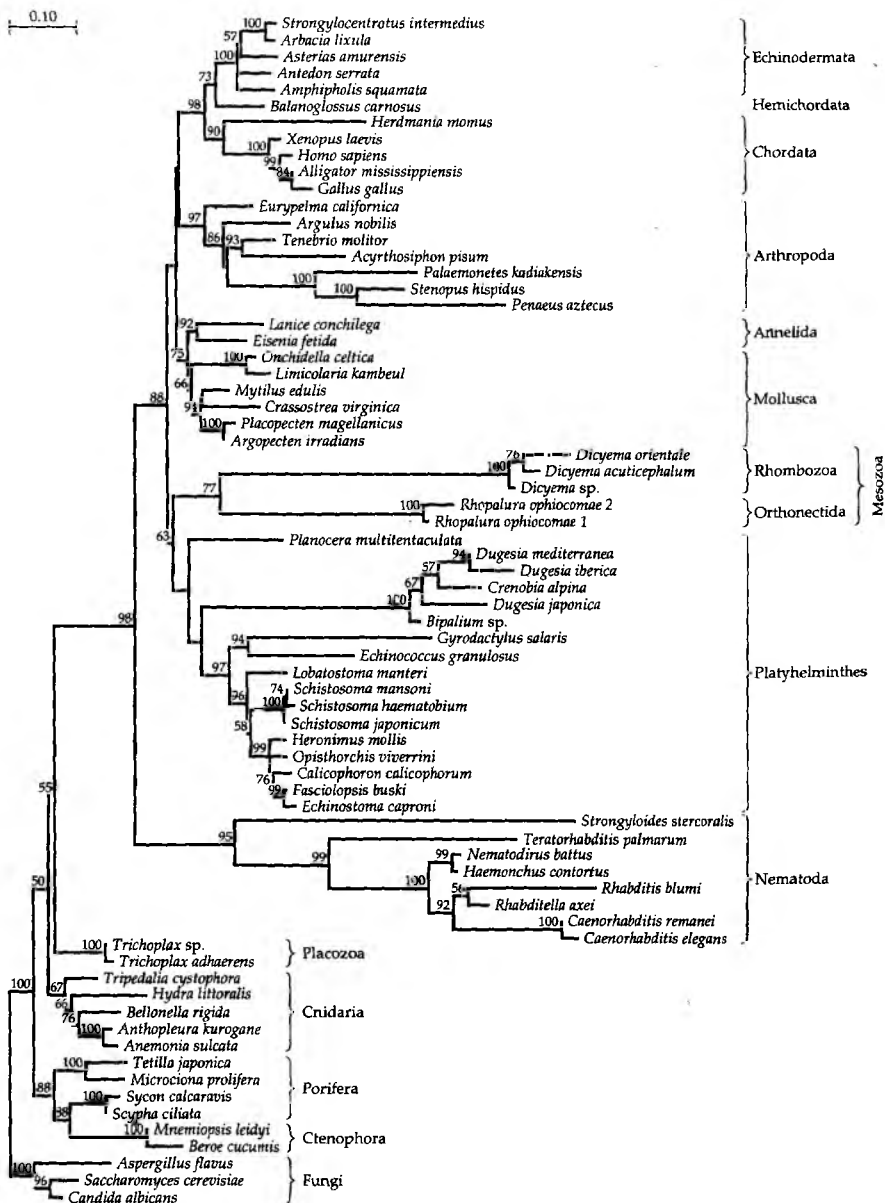 0.10
100 Strongylocentrotus intermedius
57 Arbacia lixula
100 Asterias amurensis
Echinodermata
73 Antedon serrata
Amphipholis squamata
98 Balanoglossus carnosus
Hemichordata
90 Herdmania momus
100 Xenopus laevis
99 Homo sapiens
Chordata
84 Alligator mississippiensis
Gallus gallus
97 Eurypelma californica
86 Argulus nobilis
93 Tenebrio molitor
Acyrthosiphon pisum
Arthropoda
100 Palaemonetes kadiakensis
100 Stenopus hispidus
Penaeus aztecus
92 Lanice conchilega
Annelida
Eisenia fetida
75 100 Onchidella celtica
66 Limicolaria kambeul
88 Mytilus edulis
Mollusca
94 Crassostrea virginica
100 Placopecten magellanicus
Argopecten irradians
76 Dicyema orientale
100 Dicyema acuticephalum
Rhombozoa
77 Dicyema sp.
Mesozoa
100 Rhopalura ophiocomae 2
Orthonectida
Rhopalura ophiocomae 1
63 Planocera multitentaculata
94 Dugesia mediterranea
57 Dugesia iberica
67 Crenobia alpina
100 Dugesia japonica
Bipalium sp.
98 94 Gyrodactylus salaris
Echinococcus granulosus
97 Lobatostoma manteri
Platyhelminthes
96 74 Schistosoma mansoni
100 Schistosoma haematobium
58 Schistosoma japonicum
99 Heronimus mollis
Opisthorchis viverrini
76 Calicophoron calicophorum
99 Fasciolopsis buski
55 Echinostoma caproni
95 Strongyloides stercoralis
99 Teratorhabditis palmarum
99 Nematodirus battus
100 Haemonchus contortus
Nematoda
50 56 Rhabditis blumi
92 Rhabditella axei
100 Caenorhabditis remanei
Caenorhabditis elegans
100 Trichoplax sp.
Placozoa
Trichoplax adhaerens
67 Tripedalia cystophora
100 66 Hydra littoralis
76 Bellonella rigida
Cnidaria
100 Anthopleura kurogane
Anemonia sulcata
100 Tetilla japonica
88 Microciona prolifera
Porifera
100 Sycon calcaravis
Scypha ciliata
100 Mnemiopsis leidyi
Ctenophora
Beroe cucumis
100 Aspergillus flavus
96 Saccharomyces cerevisiae
Fungi
Candida albicans